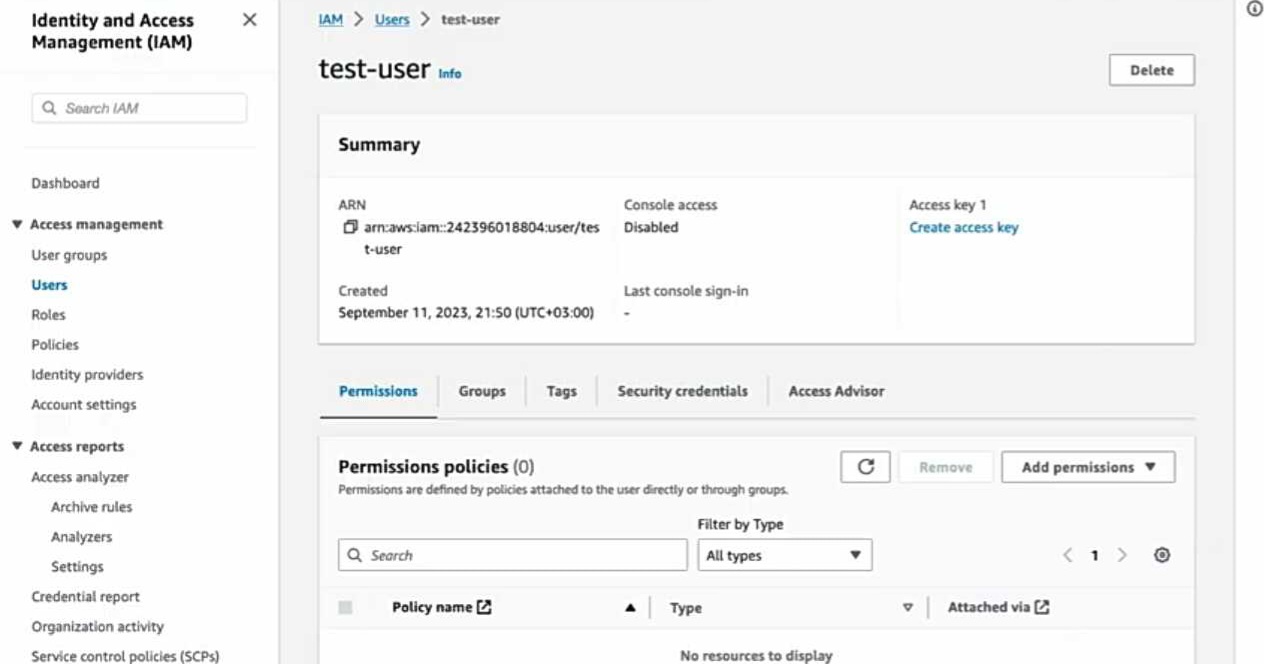 Identity and Access
Management (IAM)
Search IAM
Dashboard
Access management
User groups
Users
Roles
Policies
Identity providers
Account settings
Access reports
Access analyzer
Archive rules
Analyzers
Settings
Credential report
Organization activity
Service control policies (SCPs)
IAM > Users > test-user
test-user Info
Delete
Summary
ARN
arn:aws:iam::242396018804:user/tes
t-user
Console access
Disabled
Access key 1
Create access key
Created
September 11, 2023, 21:50 (UTC+03:00)
Last console sign-in
-
Permissions Groups Tags Security credentials Access Advisor
Permissions policies (0)
Permissions are defined by policies attached to the user directly or through groups.
Remove
Add permissions
Search
Filter by Type
All types
1
Policy name Type Attached via
No resources to display